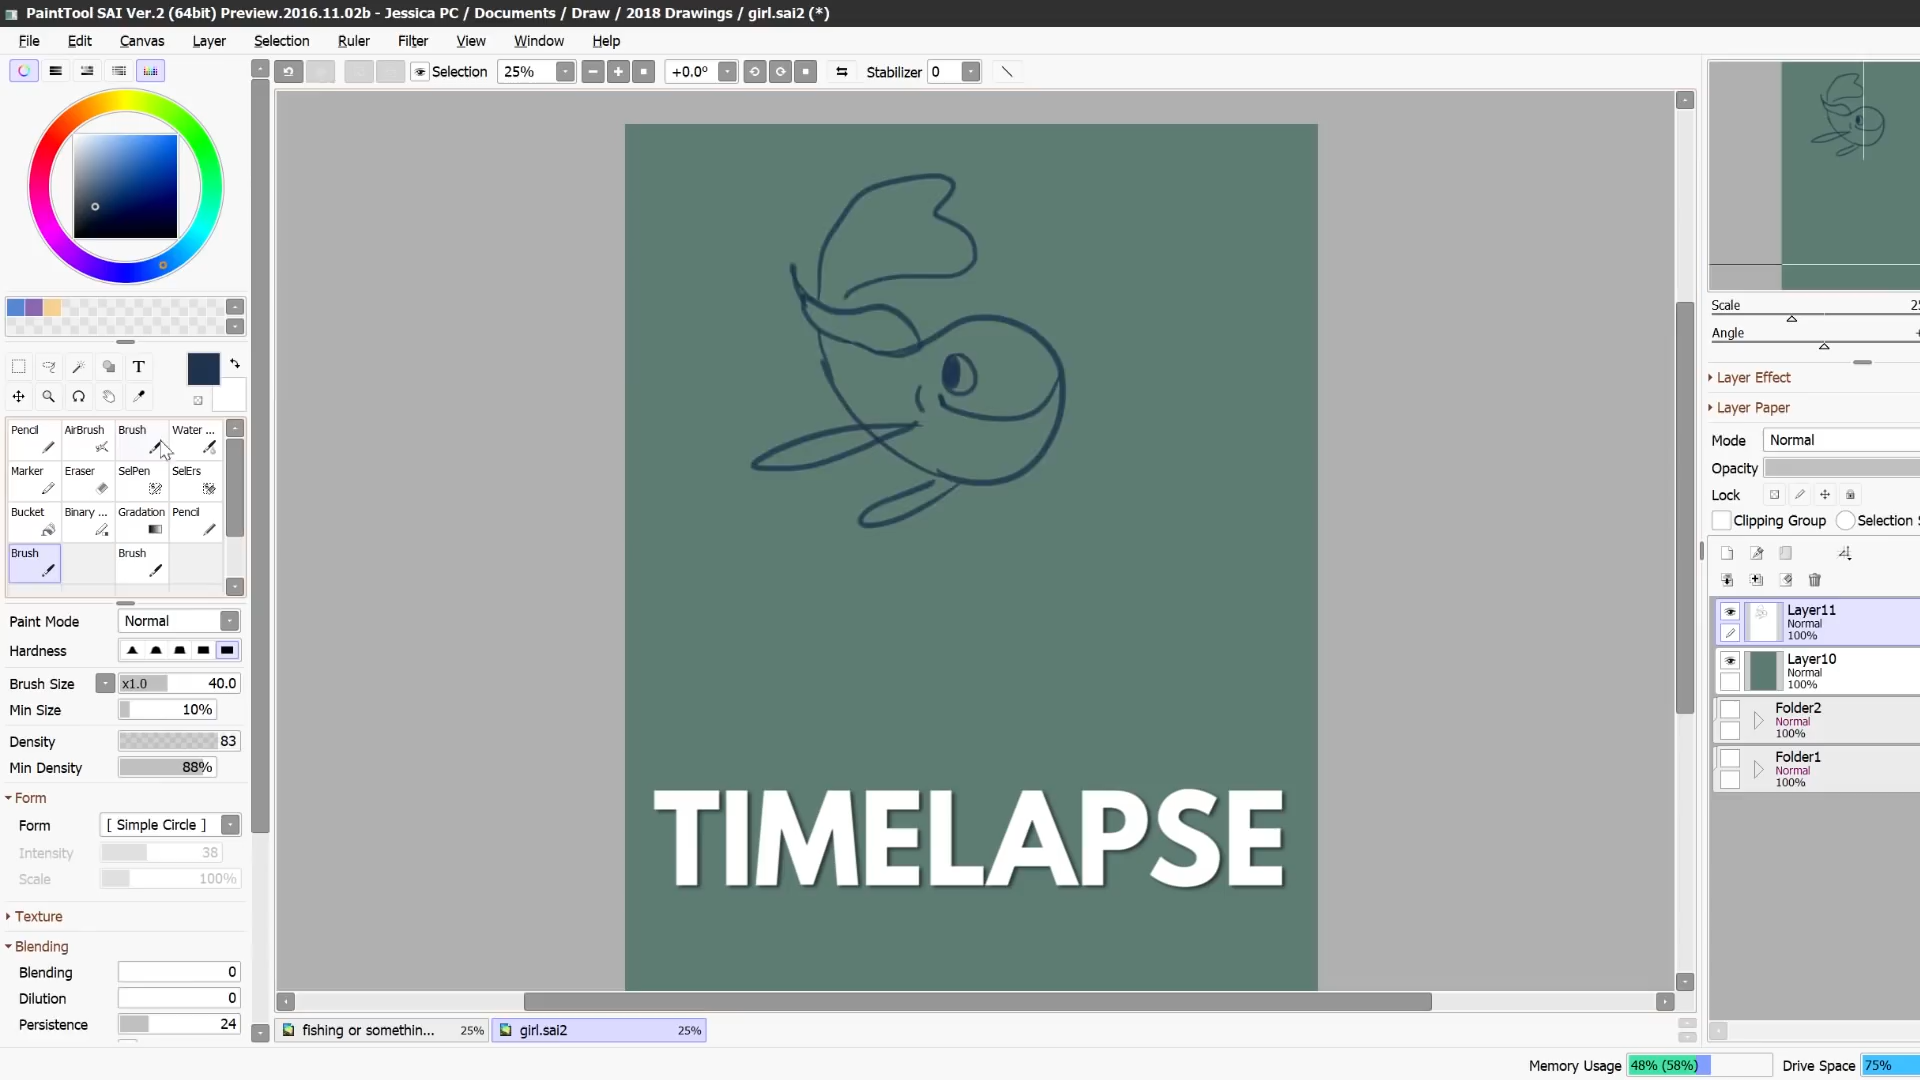 PaintTool SAI Ver.2 (64bit) Preview.2016.11.02b - Jessica PC / Documents / Draw / 2018 Drawings / girl.sai2 (*)
File Edit Canvas Layer Selection Ruler Filter View Window Help
Selection 25% +0.0° Stabilizer 0
T
Pencil AirBrush Brush Water ...
Marker Eraser SelPen SelErs
Bucket Binary ... Gradation Pencil
Brush Brush
Paint Mode Normal
Hardness
Brush Size x1.0 40.0
Min Size 10%
Density 83
Min Density 88%
Form
Form [ Simple Circle ]
Intensity 38
Scale 100%
Texture
Blending
Blending 0
Dilution 0
Persistence 24
TIMELAPSE
fishing or somethin... 25% girl.sai2 25%
Scale
Angle
Layer Effect
Layer Paper
Mode Normal
Opacity
Lock
Clipping Group Selection
Layer11
Normal
100%
Layer10
Normal
100%
Folder2
Normal
100%
Folder1
Normal
100%
Memory Usage 48% (58%) Drive Space 75%